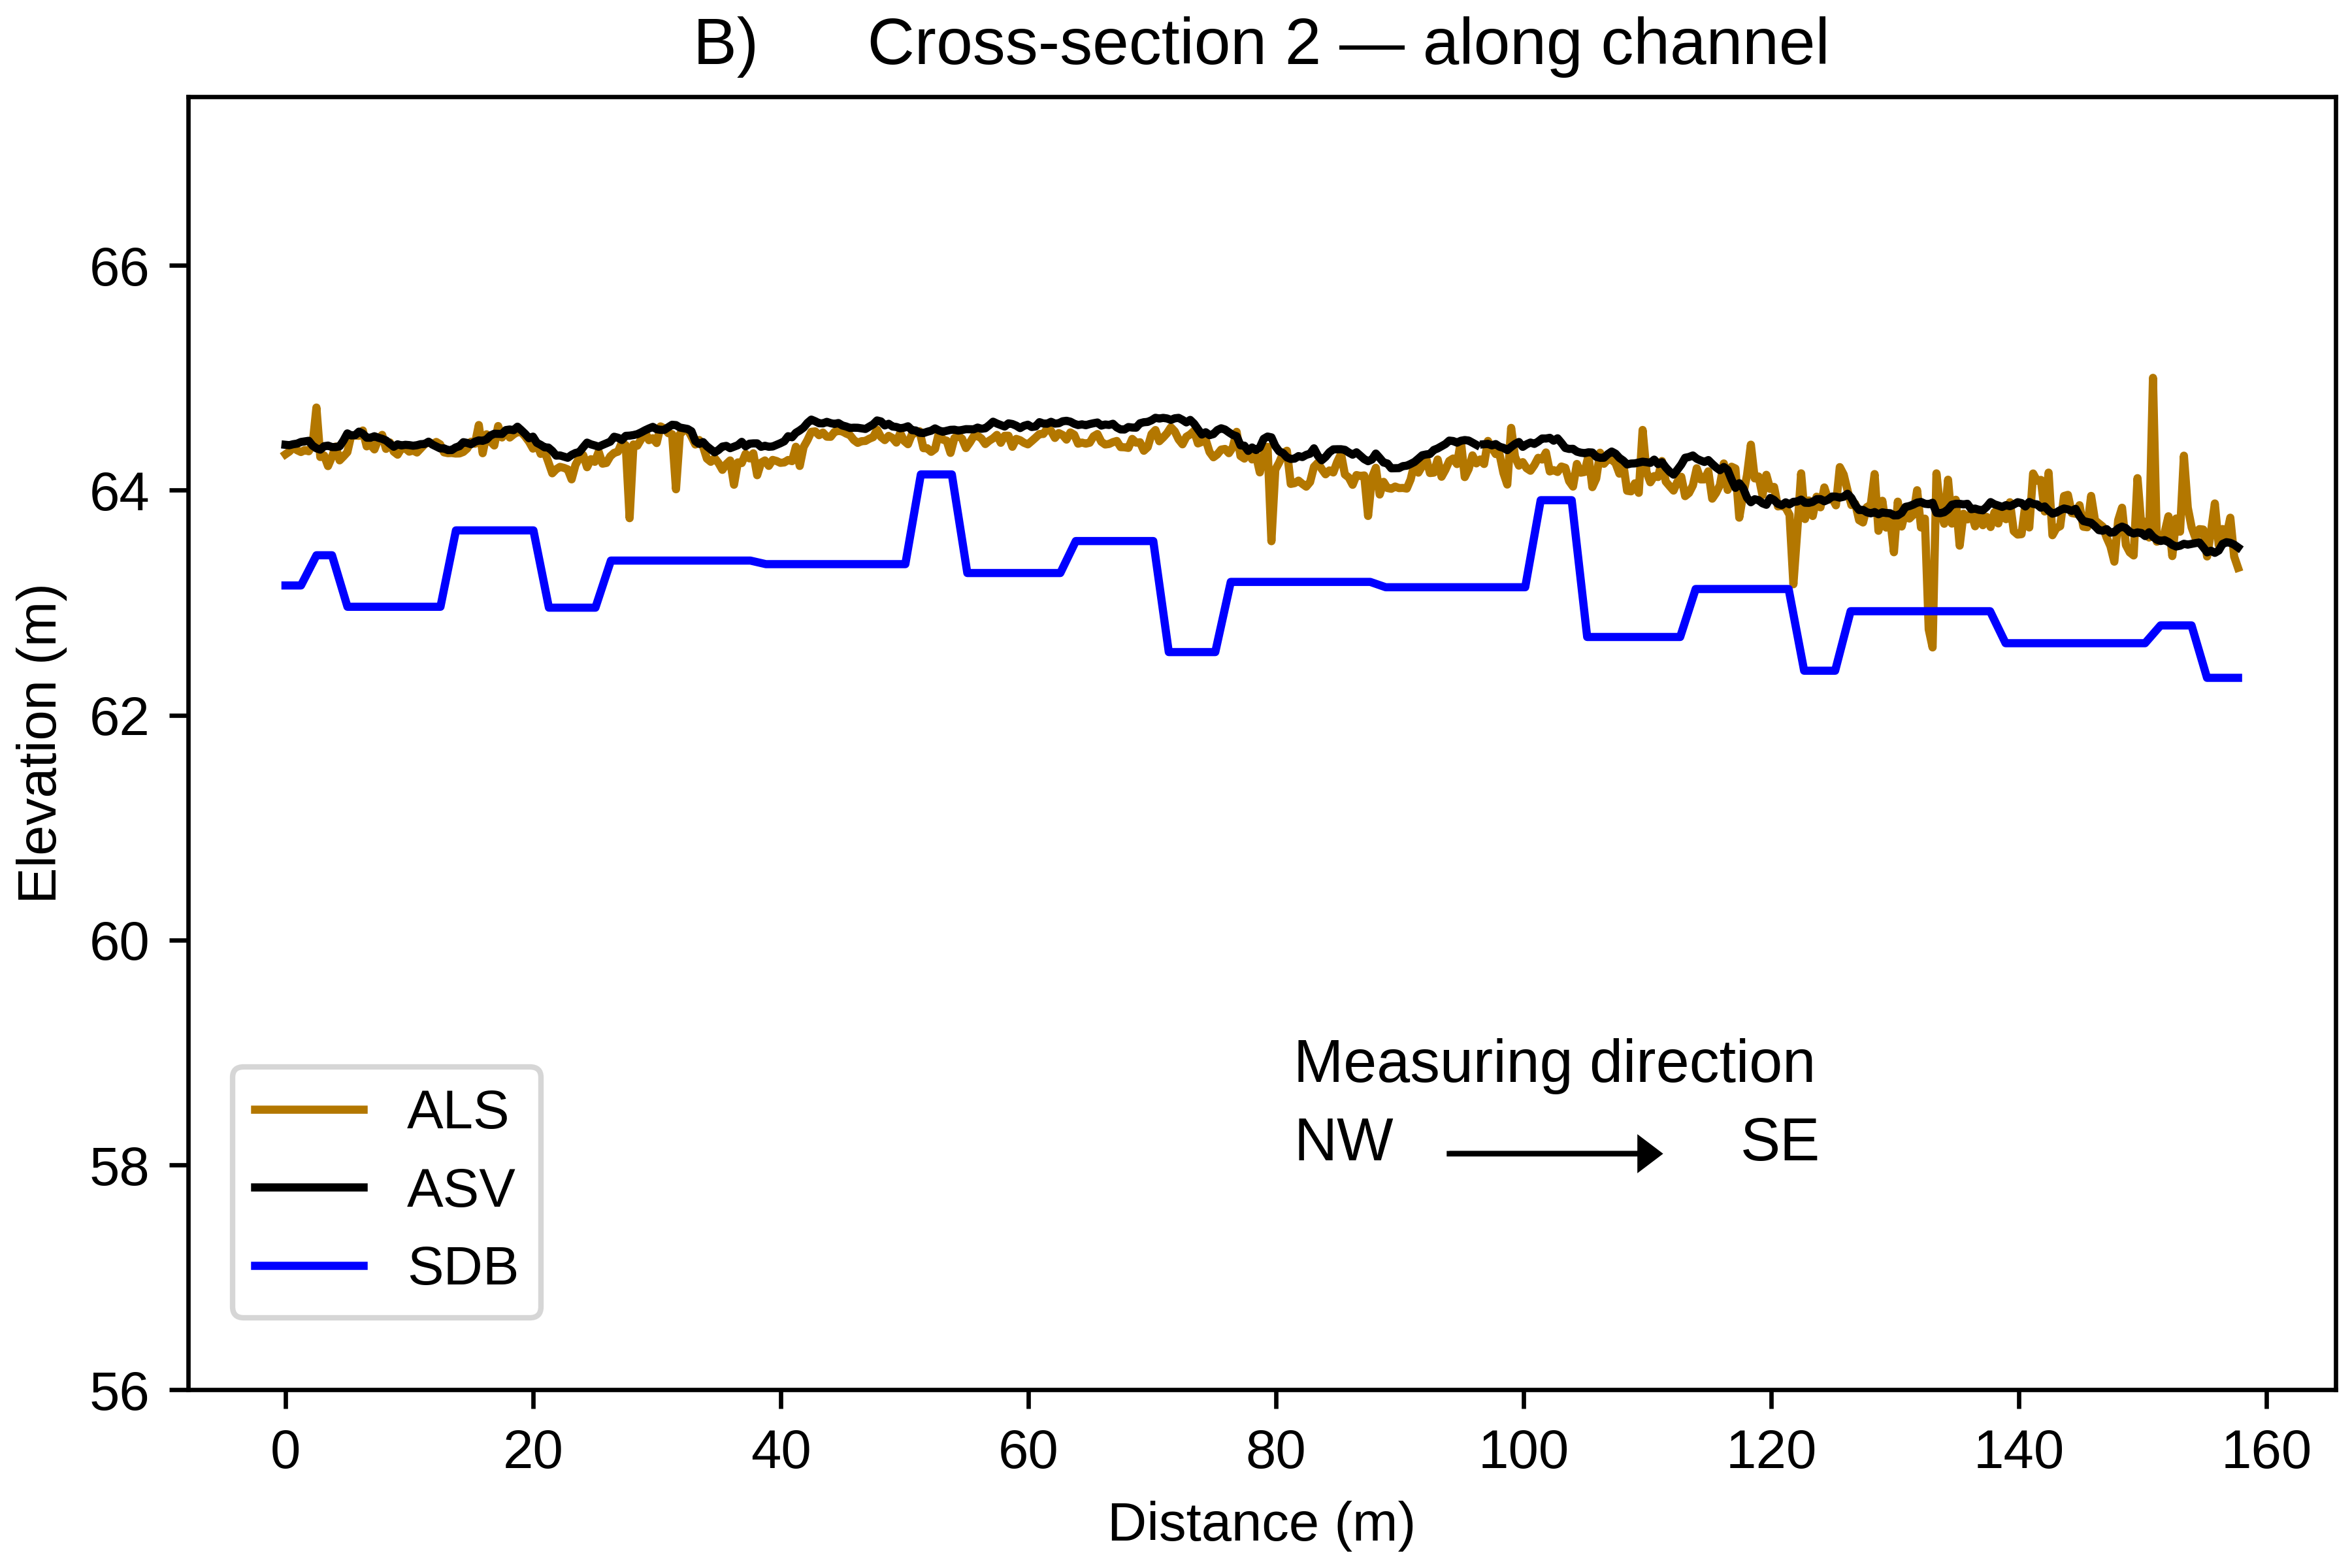 B) Cross-section 2 — along channel
Elevation (m)
66
64
62
60
58
56
Measuring direction
NW SE
ALS
ASV
SDB
0 20 40 60 80 100 120 140 160
Distance (m)